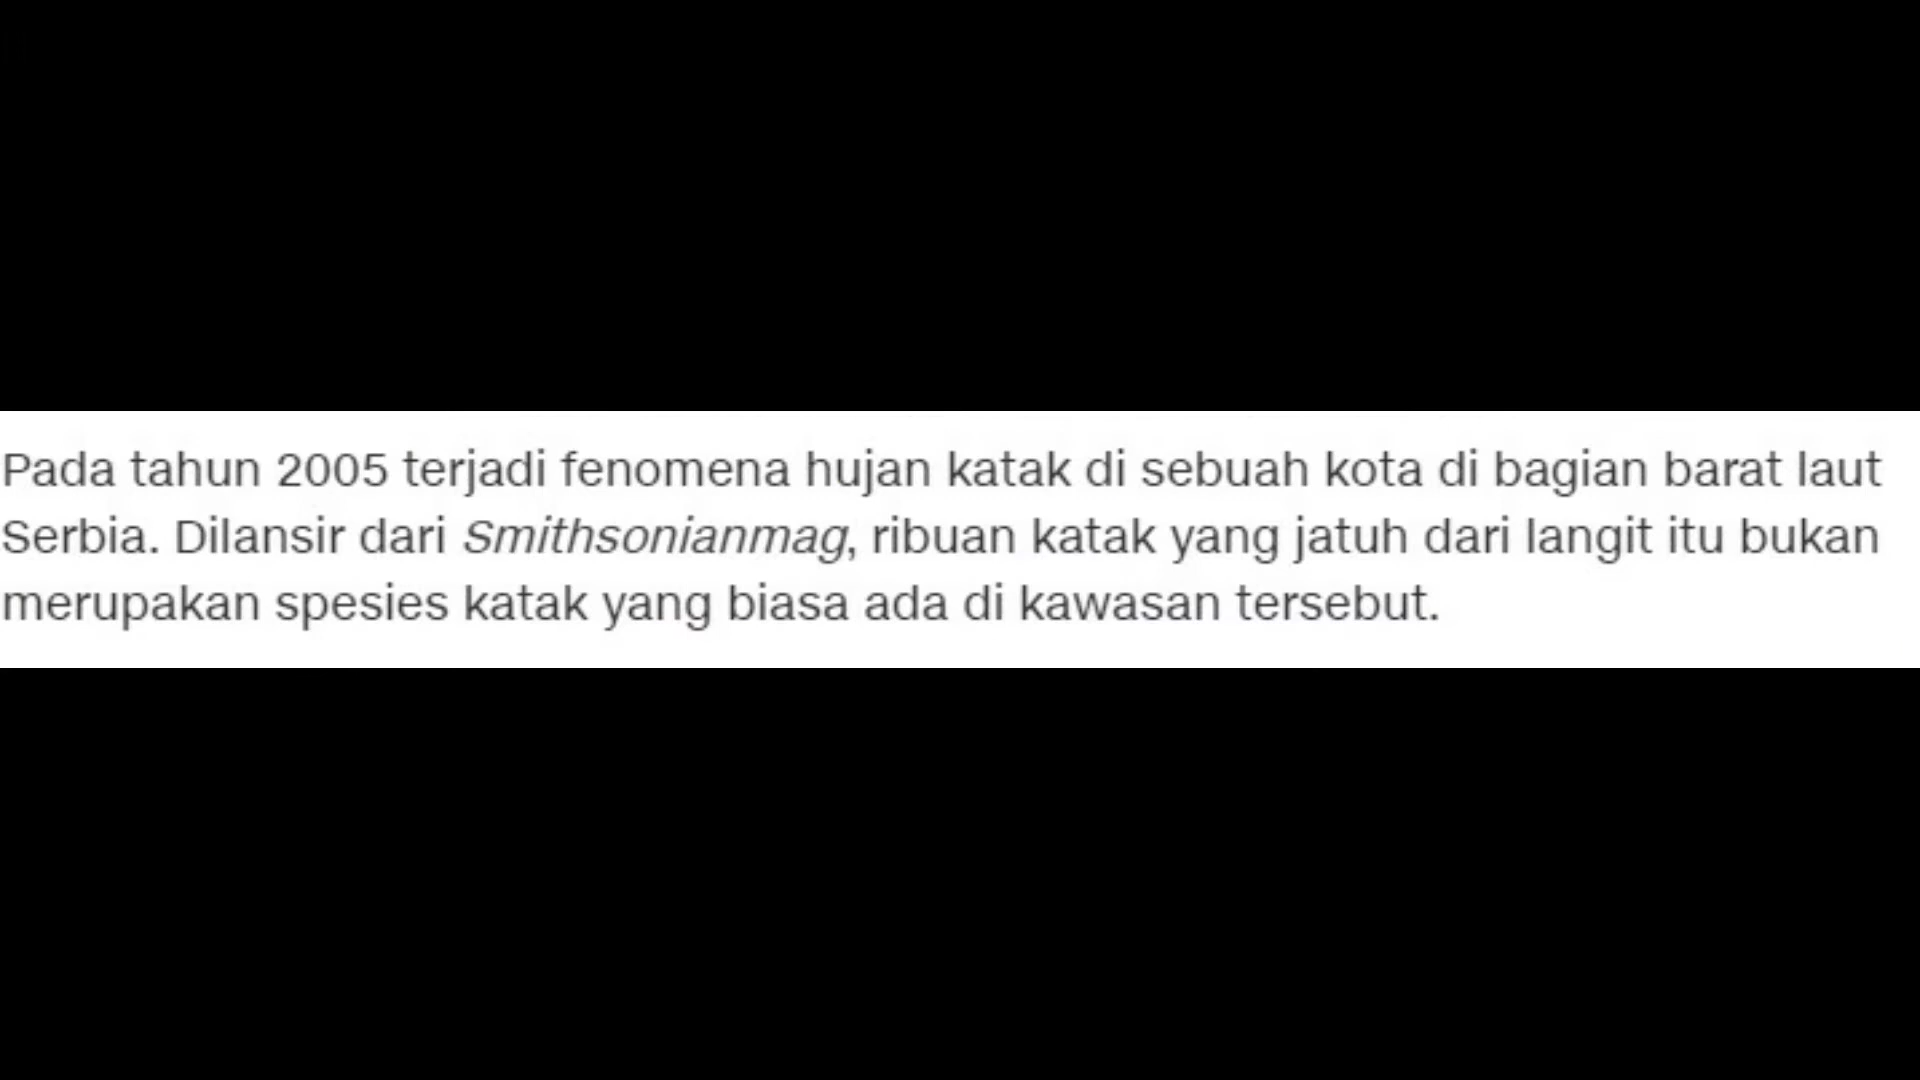 Pada tahun 2005 terjadi fenomena hujan katak di sebuah kota di bagian barat laut
Serbia. Dilansir dari Smithsonianmag, ribuan katak yang jatuh dari langit itu bukan
merupakan spesies katak yang biasa ada di kawasan tersebut.